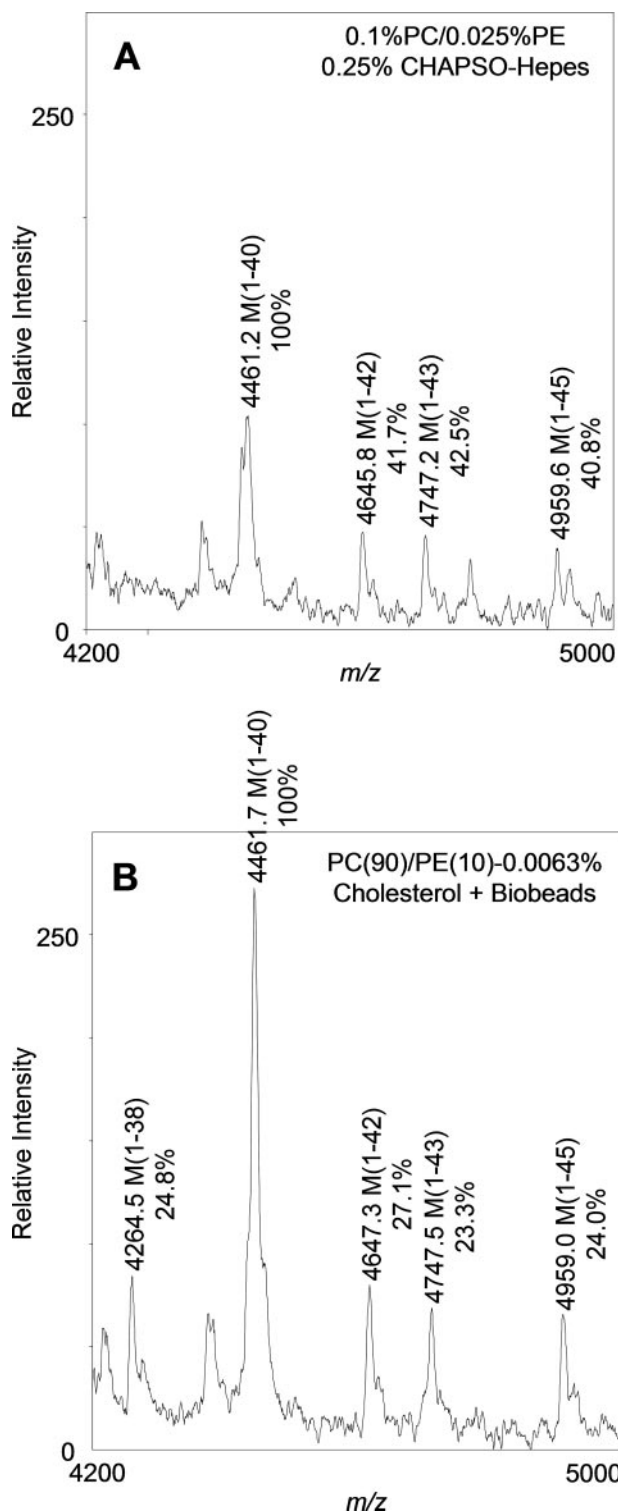 A
0.1%PC/0.025%PE
0.25% CHAPSO-Hepes
250
Relative Intensity
4461.2 M(1-40)
100%
4645.8 M(1-42)
41.7%
4747.2 M(1-43)
42.5%
4959.6 M(1-45)
40.8%
0
4200
5000
m/z
B
PC(90)/PE(10)-0.0063%
Cholesterol + Biobeads
250
Relative Intensity
4264.5 M(1-38)
24.8%
4461.7 M(1-40)
100%
4647.3 M(1-42)
27.1%
4747.5 M(1-43)
23.3%
4959.0 M(1-45)
24.0%
0
4200
5000
m/z